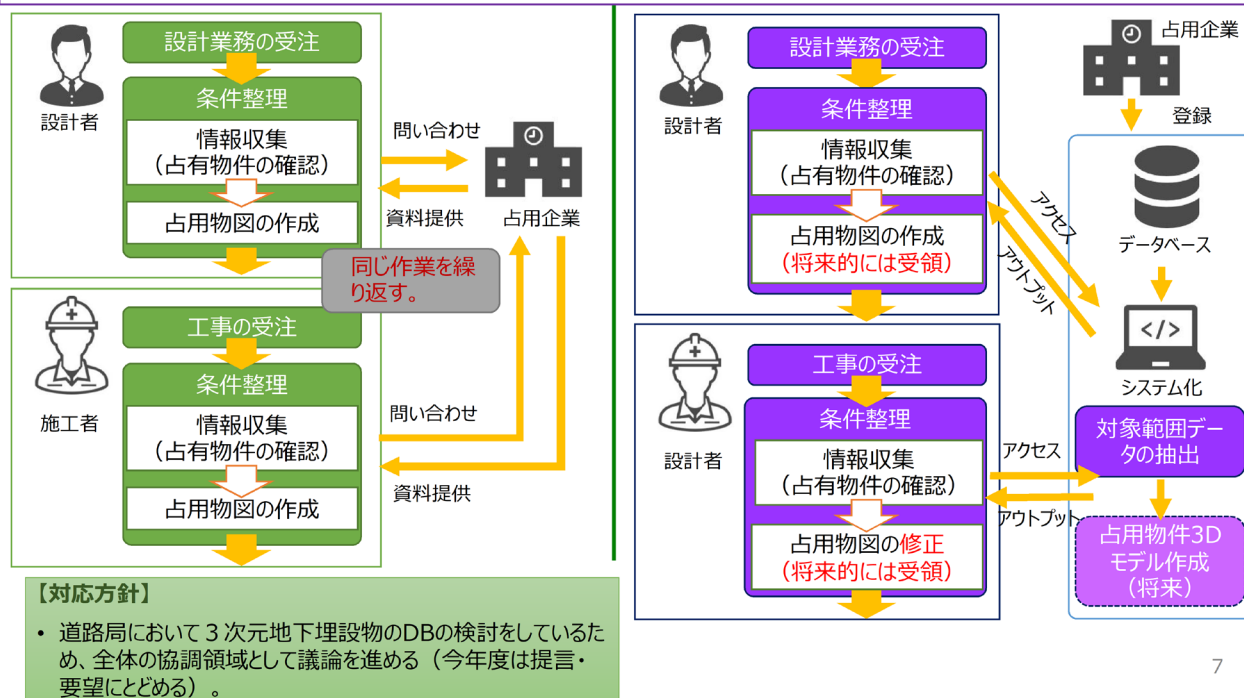 設計業務の受注
設計者
条件整理
情報収集
（占有物件の確認）
占用物図の作成
問い合わせ
資料提供
占用企業
同じ作業を繰
り返す。
工事の受注
施工者
条件整理
情報収集
（占有物件の確認）
占用物図の作成
問い合わせ
資料提供
【対応方針】
• 道路局において３次元地下埋設物のDBの検討をしているた
め、全体の協調領域として議論を進める（今年度は提言・
要望にとどめる）。
設計業務の受注
設計者
条件整理
情報収集
（占有物件の確認）
占用物図の作成
（将来的には受領）
アクセス
アウトプット
占用企業
登録
データベース
システム化
対象範囲デー
タの抽出
占用物件3D
モデル作成
（将来）
工事の受注
設計者
条件整理
情報収集
（占有物件の確認）
占用物図の修正
（将来的には受領）
アクセス
アウトプット
7